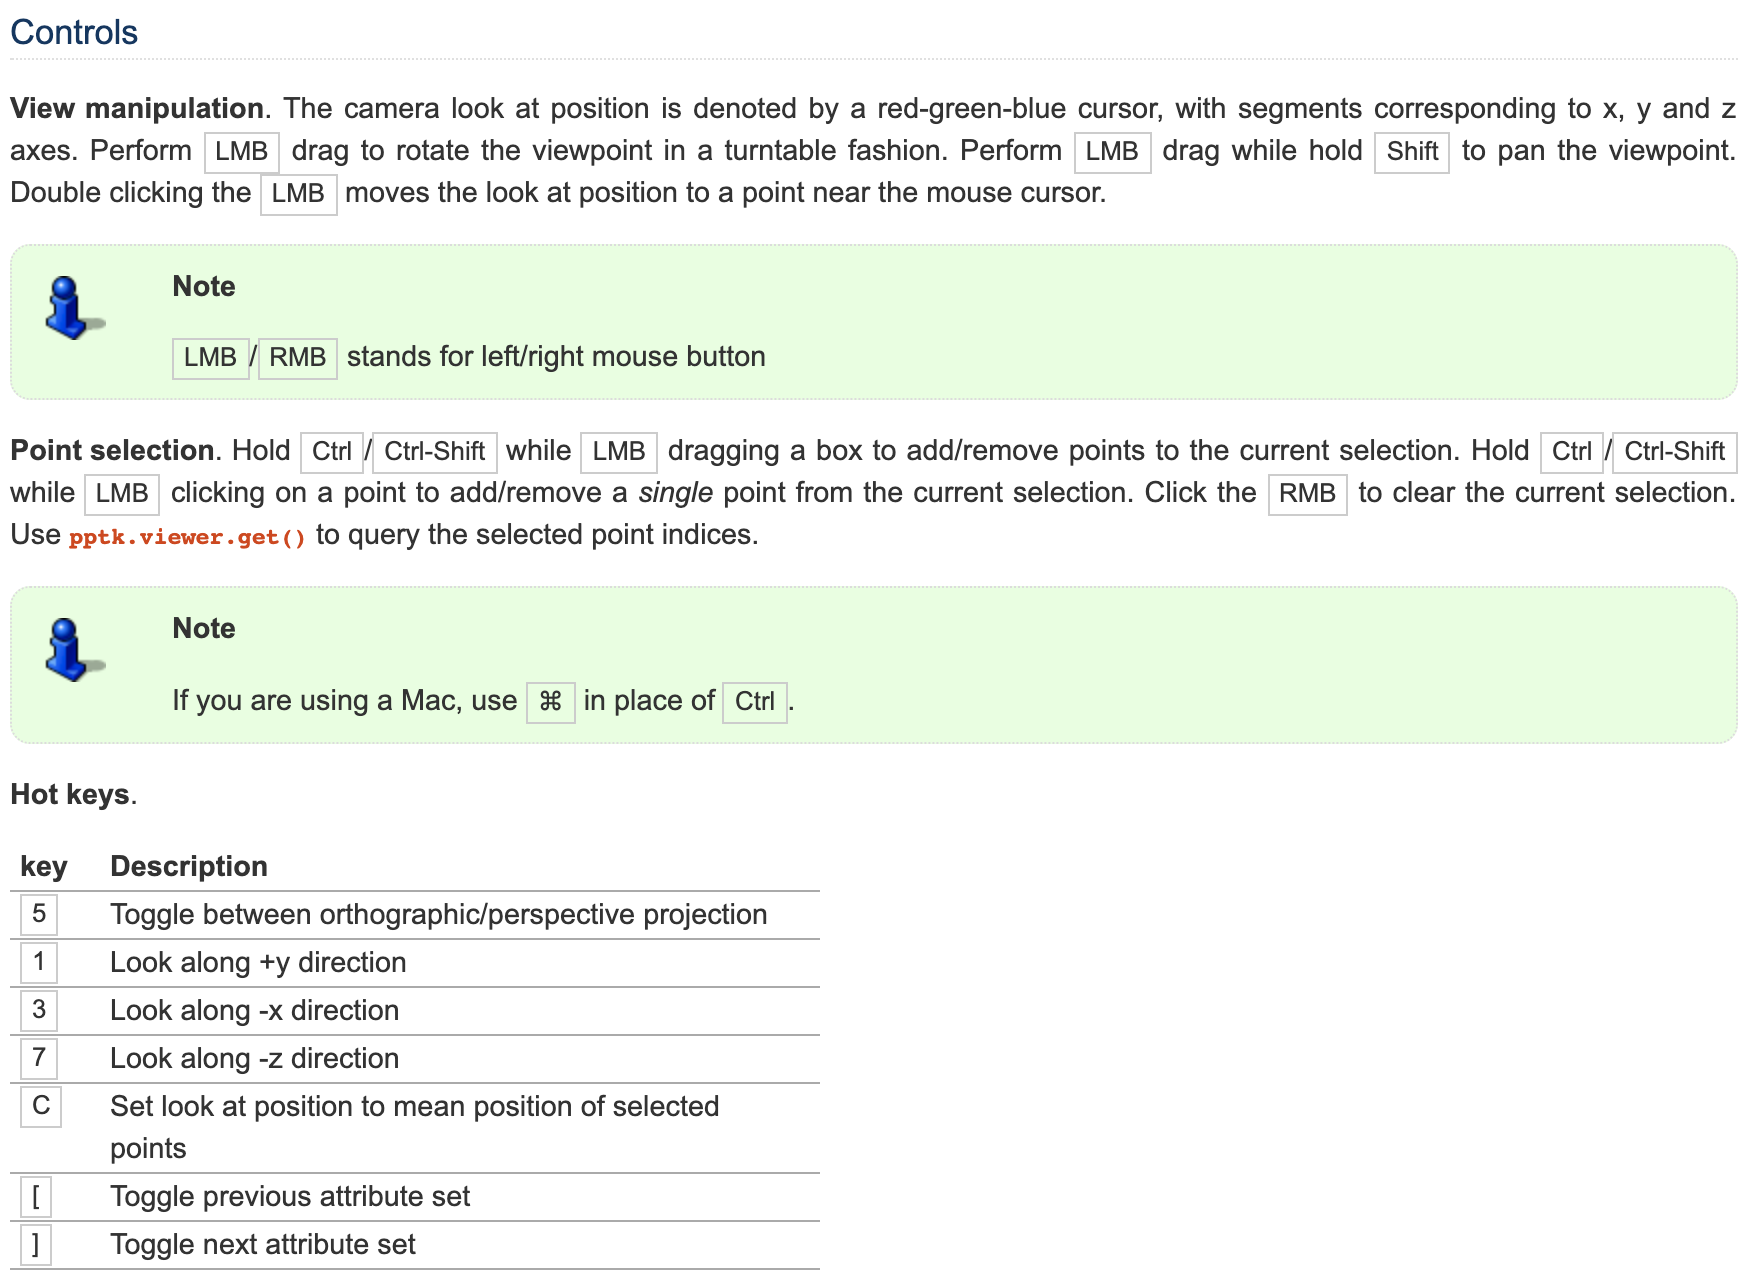 Controls
View manipulation. The camera look at position is denoted by a red-green-blue cursor, with segments corresponding to x, y and z
axes. Perform LMB drag to rotate the viewpoint in a turntable fashion. Perform LMB drag while hold Shift to pan the viewpoint.
Double clicking the LMB moves the look at position to a point near the mouse cursor.
Note
LMB/RMB stands for left/right mouse button
Point selection. Hold Ctrl/Ctrl-Shift while LMB dragging a box to add/remove points to the current selection. Hold Ctrl/Ctrl-Shift
while LMB clicking on a point to add/remove a single point from the current selection. Click the RMB to clear the current selection.
Use pptk.viewer.get() to query the selected point indices.
Note
If you are using a Mac, use ⌘ in place of Ctrl.
Hot keys.
key Description
5 Toggle between orthographic/perspective projection
1 Look along +y direction
3 Look along -x direction
7 Look along -z direction
C Set look at position to mean position of selected
points
[ Toggle previous attribute set
] Toggle next attribute set